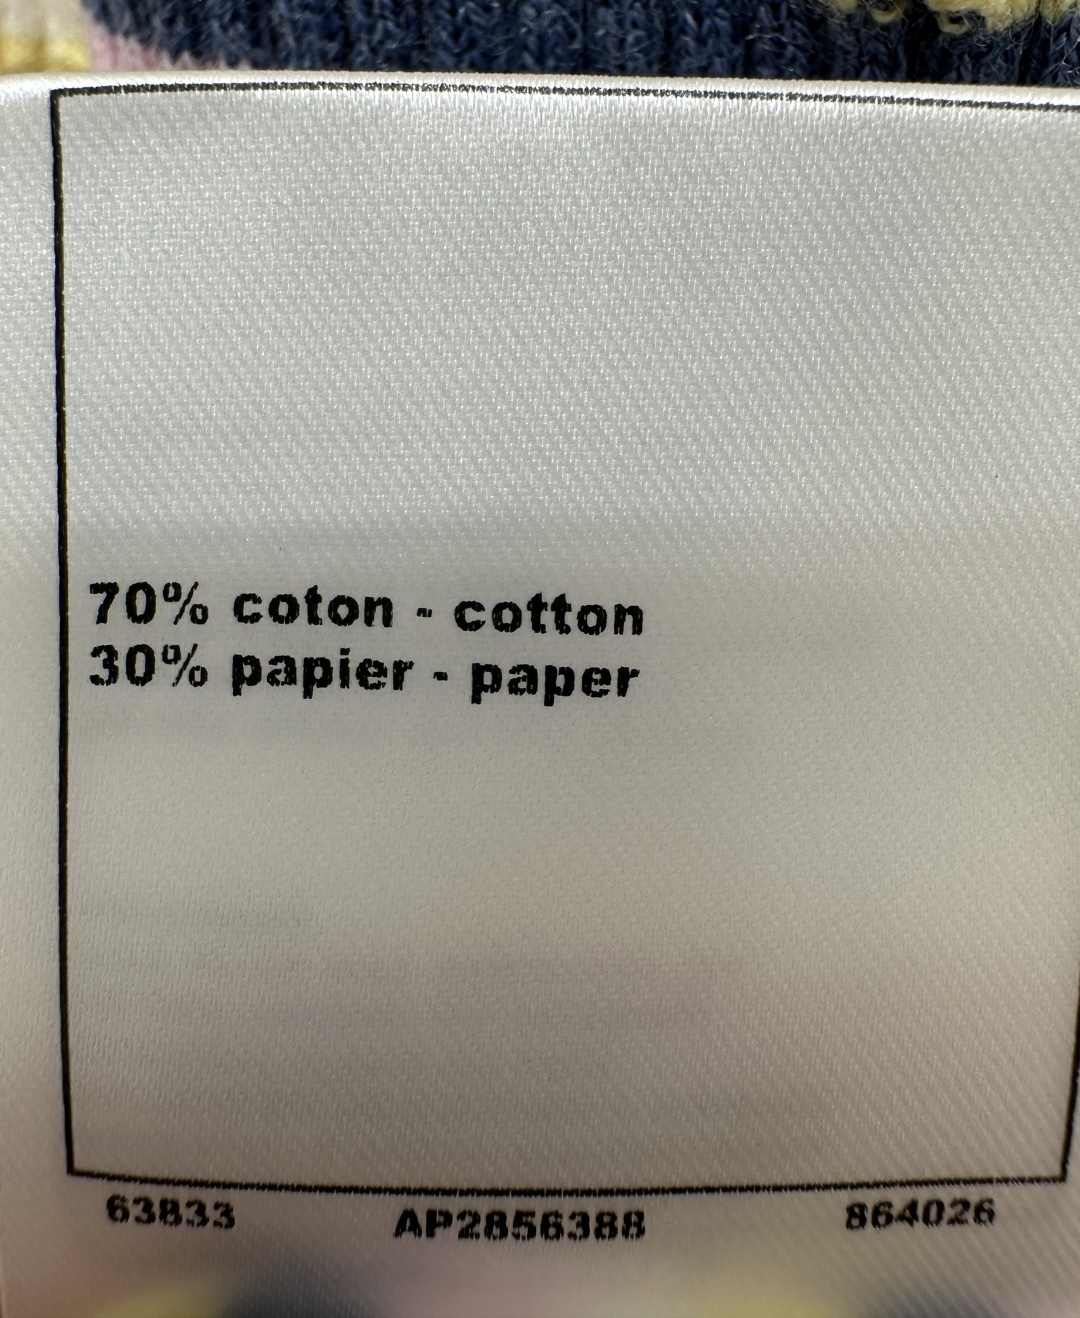 70% coton - cotton
30% papier - paper
63833 AP2856388 864026